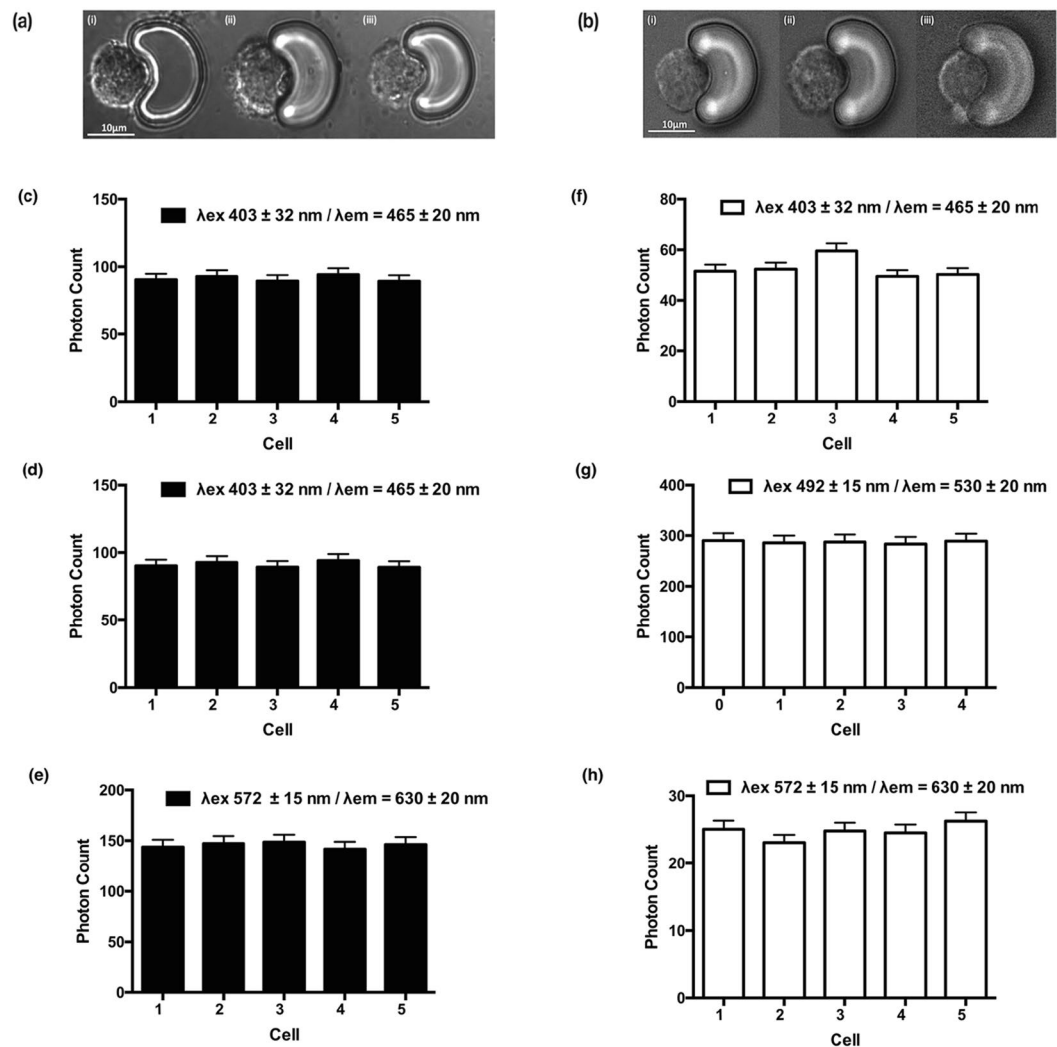 (a)
(i) (ii) (iii)
10μm
(b)
(i) (ii) (iii)
10μm
(c)
λex 403 ± 32 nm / λem = 465 ± 20 nm
Photon Count
150
100
50
0
1 2 3 4 5
Cell
(f)
λex 403 ± 32 nm / λem = 465 ± 20 nm
Photon Count
80
60
40
20
0
1 2 3 4 5
Cell
(d)
λex 403 ± 32 nm / λem = 465 ± 20 nm
Photon Count
150
100
50
0
1 2 3 4 5
Cell
(g)
λex 492 ± 15 nm / λem = 530 ± 20 nm
Photon Count
400
300
200
100
0
0 1 2 3 4
Cell
(e)
λex 572 ± 15 nm / λem = 630 ± 20 nm
Photon Count
200
150
100
50
0
1 2 3 4 5
Cell
(h)
λex 572 ± 15 nm / λem = 630 ± 20 nm
Photon Count
30
20
10
0
1 2 3 4 5
Cell